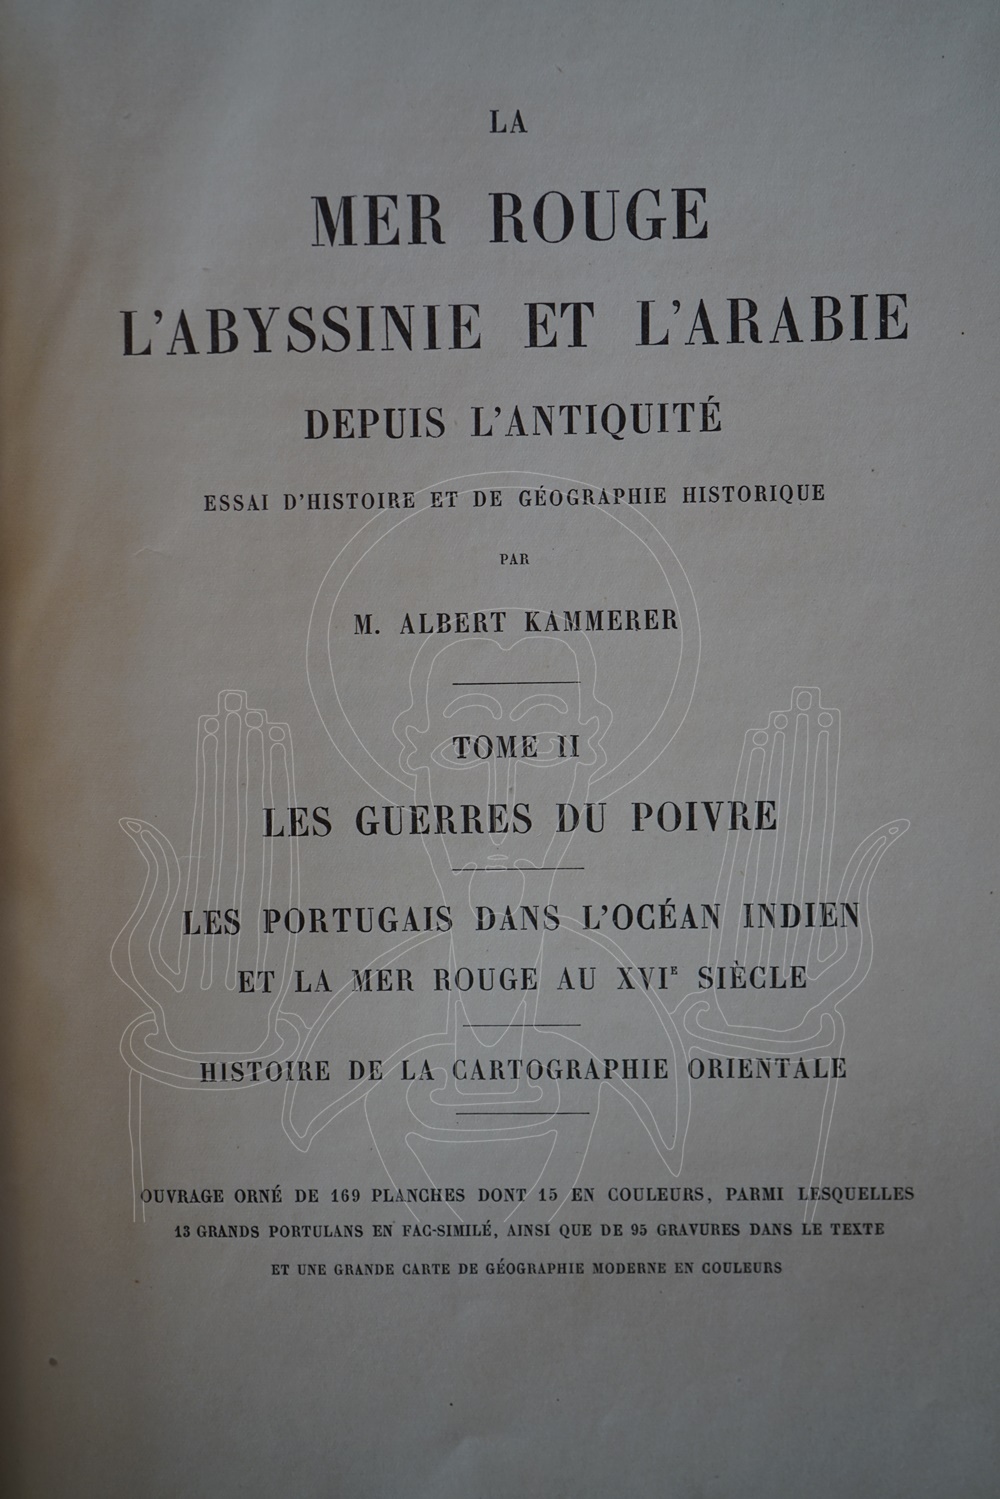 LA
MER ROUGE
L'ABYSSINIE ET L'ARABIE
DEPUIS L'ANTIQUITÉ
ESSAI D'HISTOIRE ET DE GÉOGRAPHIE HISTORIQUE
PAR
M. ALBERT KAMMERER
TOME II
LES GUERRES DU POIVRE
LES PORTUGAIS DANS L'OCÉAN INDIEN
ET LA MER ROUGE AU XVIE SIÈCLE
HISTOIRE DE LA CARTOGRAPHIE ORIENTALE
OUVRAGE ORNÉ DE 169 PLANCHES DONT 15 EN COULEURS, PARMI LESQUELLES
13 GRANDS PORTULANS EN FAC-SIMILÉ, AINSI QUE DE 95 GRAVURES DANS LE TEXTE
ET UNE GRANDE CARTE DE GÉOGRAPHIE MODERNE EN COULEURS